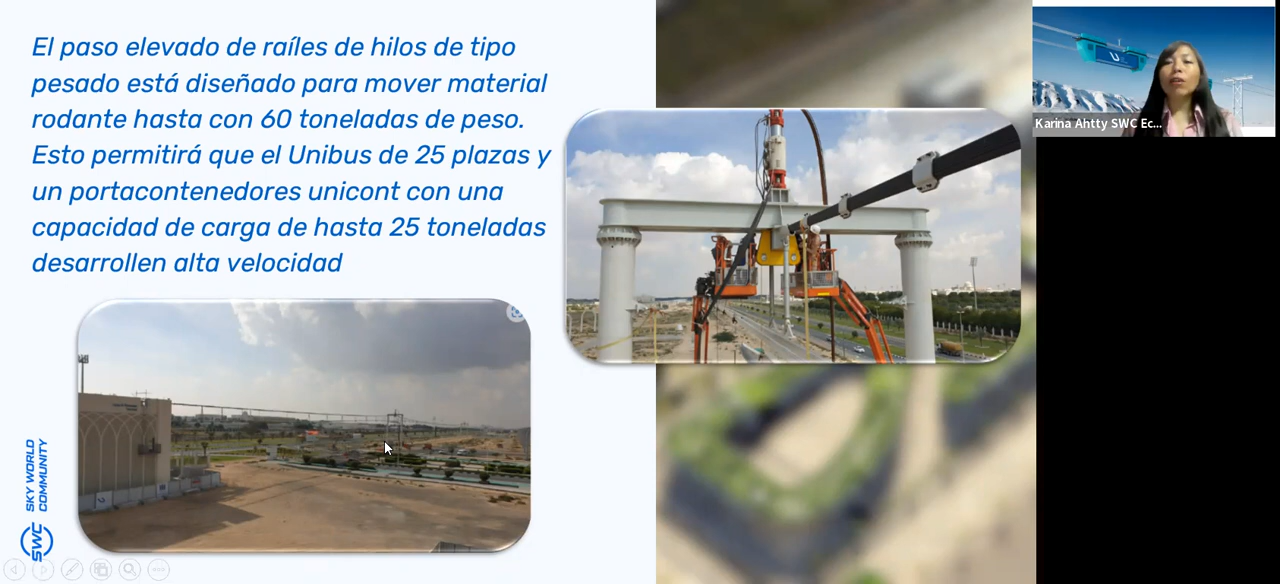 El paso elevado de raíles de hilos de tipo
pesado está diseñado para mover material
rodante hasta con 60 toneladas de peso.
Esto permitirá que el Unibus de 25 plazas y
un portacontenedores unicont con una
capacidad de carga de hasta 25 toneladas
desarrollen alta velocidad
Karina Ahtty SWC Ec...
SWC
SKY WORLD
COMMUNITY